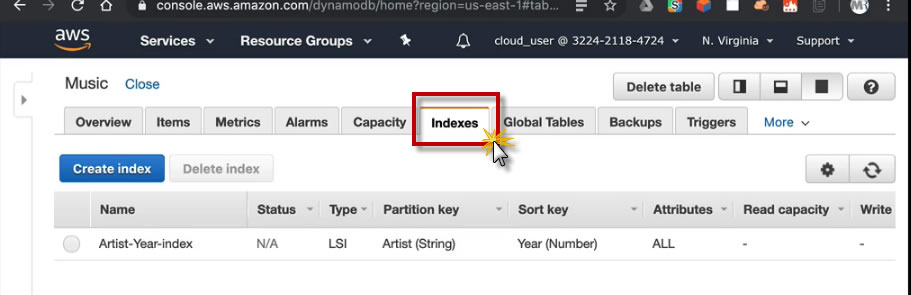 console.aws.amazon.com/dynamodb/home?region=us-east-1#tab...
aws Services Resource Groups cloud_user @ 3224-2118-4724 N. Virginia Support
Music Close Delete table
Overview Items Metrics Alarms Capacity Indexes Global Tables Backups Triggers More
Create index Delete index
Name Status Type Partition key Sort key Attributes Read capacity Write
Artist-Year-index N/A LSI Artist (String) Year (Number) ALL - -